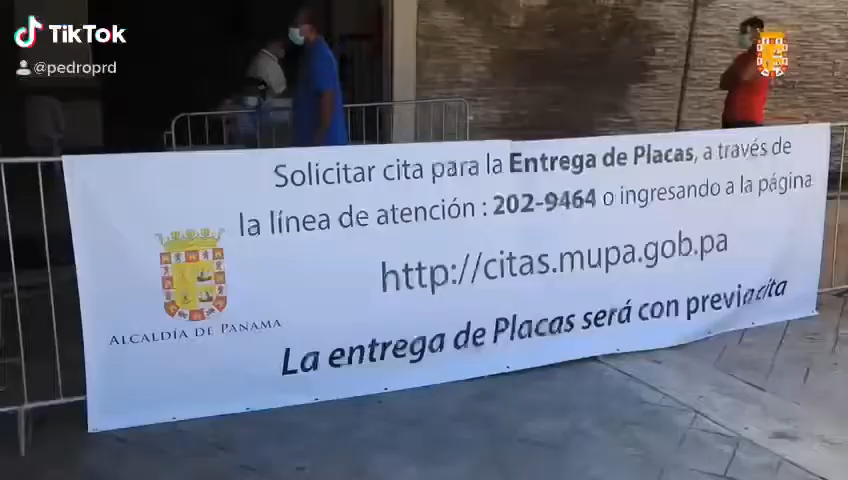 TikTok
@pedroprd
Solicitar cita para la Entrega de Placas, a través de
la línea de atención : 202-9464 o ingresando a la página
http://citas.mupa.gob.pa
La entrega de Placas será con previa cita
ALCALDÍA DE PANAMA